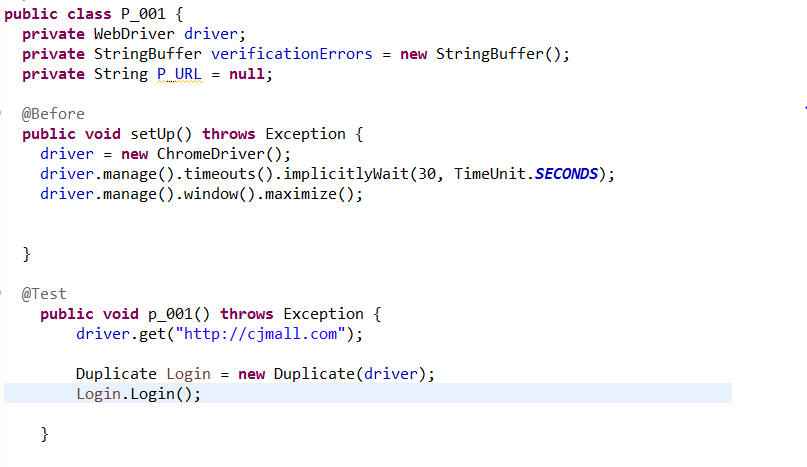 public class P_001 {
private WebDriver driver;
private StringBuffer verificationErrors = new StringBuffer();
private String P_URL = null;
@Before
public void setUp() throws Exception {
driver = new ChromeDriver();
driver.manage().timeouts().implicitlyWait(30, TimeUnit.SECONDS);
driver.manage().window().maximize();
}
@Test
public void p_001() throws Exception {
driver.get("http://cjmall.com");
Duplicate Login = new Duplicate(driver);
Login.Login();
}